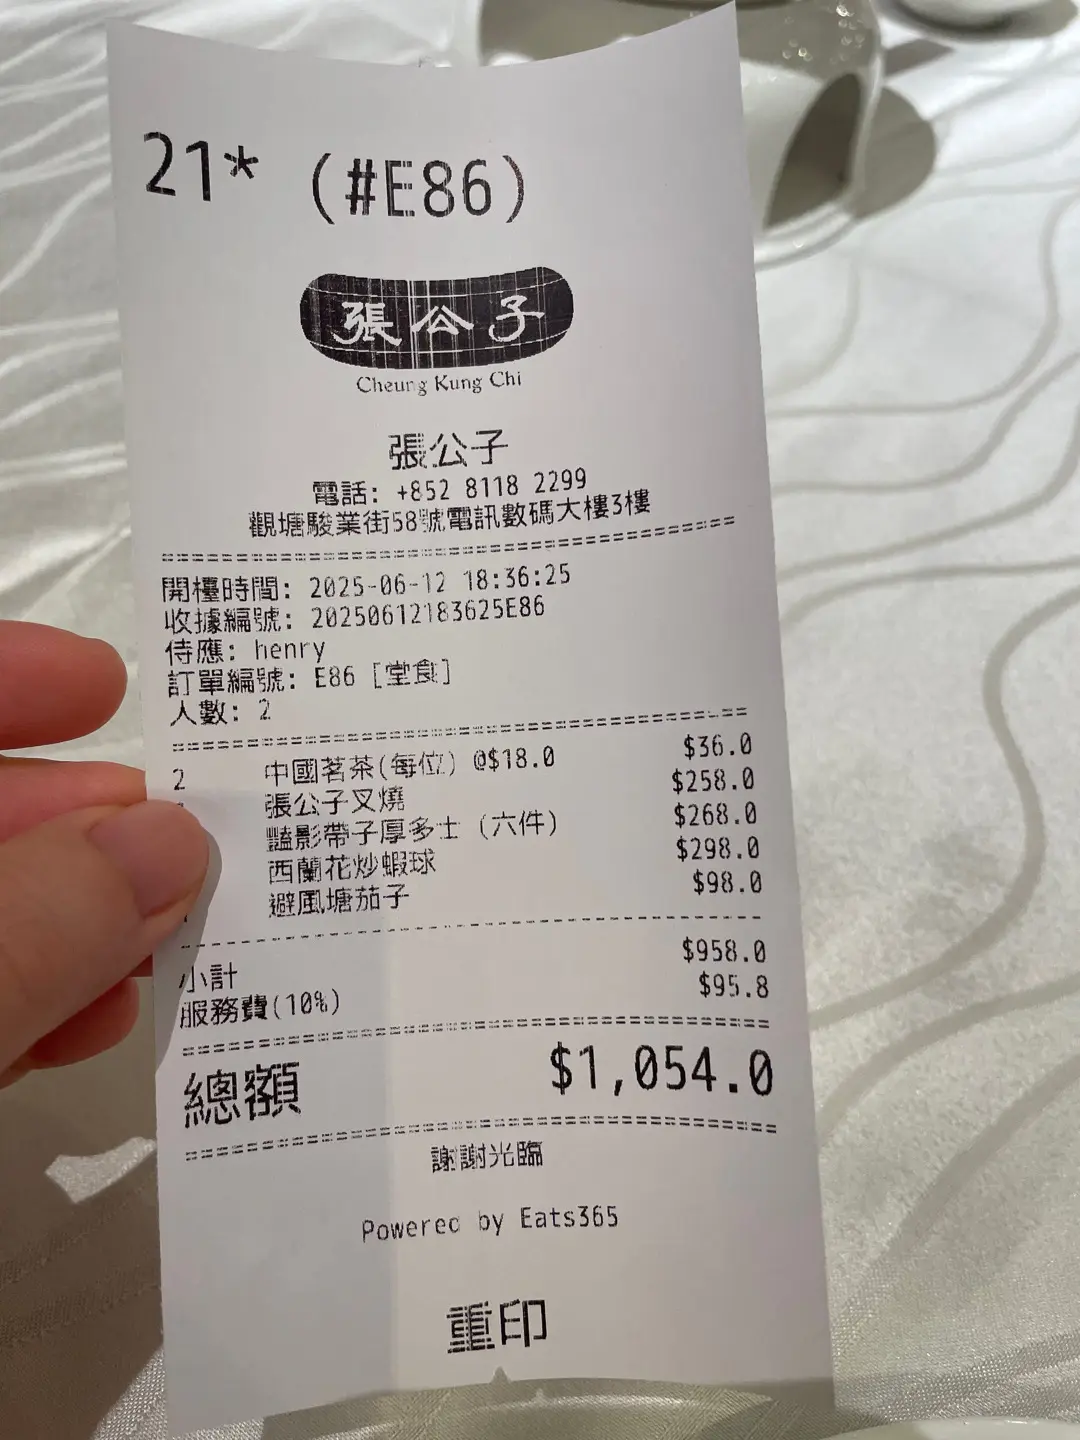 21* (#E86)
張公子
Cheung Kung Chi
張公子
電話: +852 8118 2299
觀塘駿業街58號電訊數碼大樓3樓
開檯時間: 2025-06-12 18:36:25
收據編號: 20250612183625E86
侍應: henry
訂單編號: E86 [堂食]
人數: 2
2 中國茗茶(每位) @$18.0 $36.0
張公子叉燒 $258.0
豔影帶子厚多士 (六件) $268.0
西蘭花炒蝦球 $298.0
避風塘茄子 $98.0
小計 $958.0
服務費(10%) $95.8
總額 $1,054.0
謝謝光臨
Powered by Eats365
重印